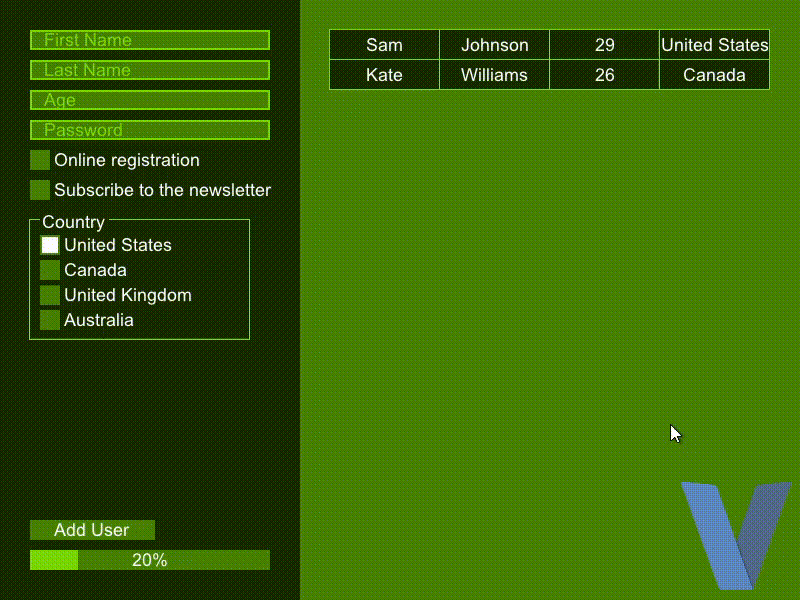 First Name
Last Name
Age
Password
Online registration
Subscribe to the newsletter
Country
United States
Canada
United Kingdom
Australia
Add User
20%
Sam Johnson 29 United States
Kate Williams 26 Canada